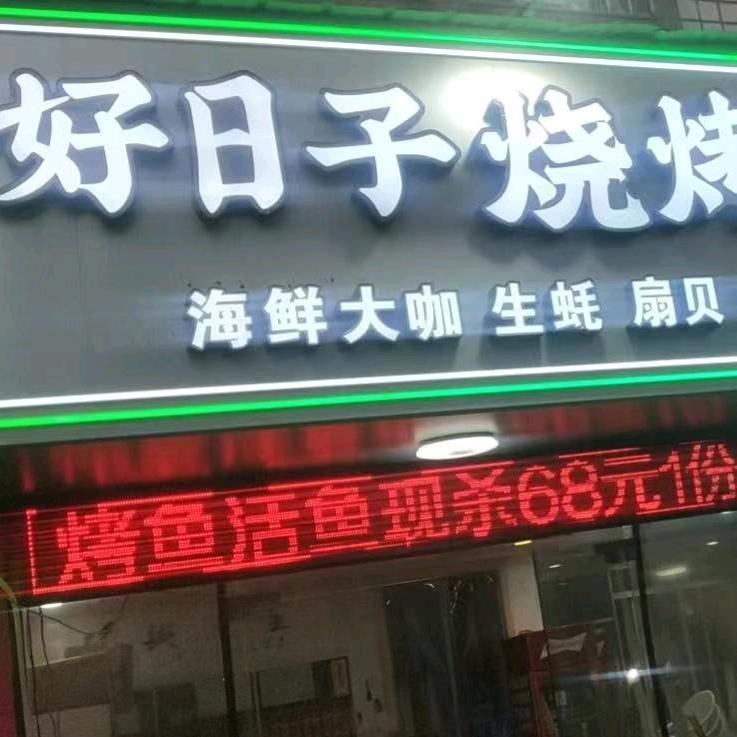 好日子烧烤
海鲜大咖 生蚝 扇贝
烤鱼活鱼现杀68元1份